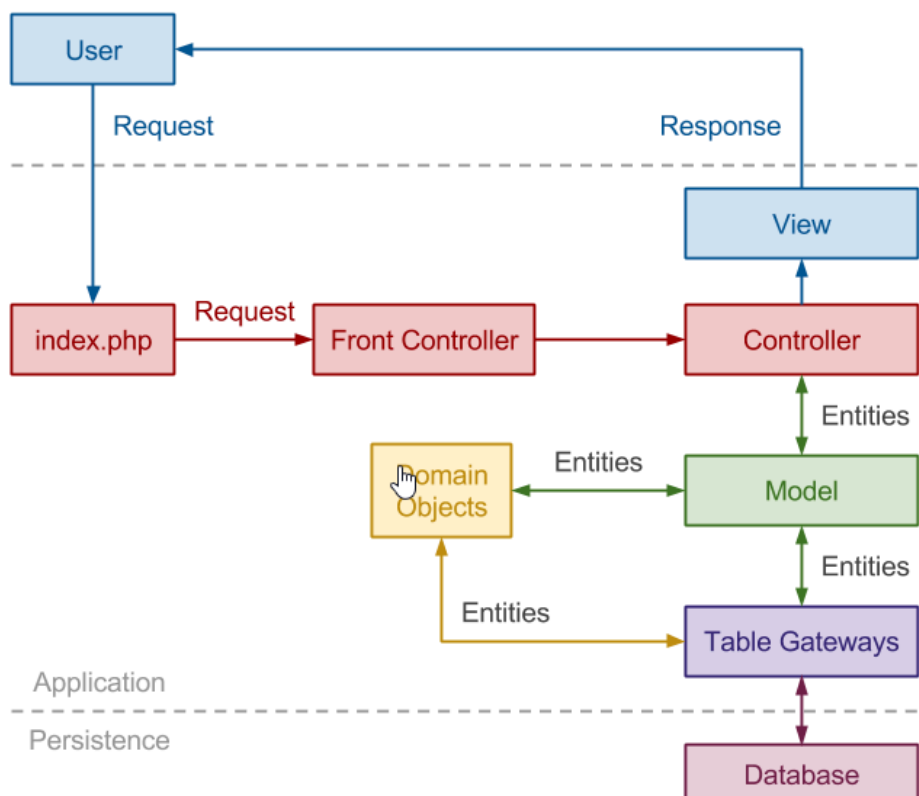 User
Request
Response
View
Request
index.php
Front Controller
Controller
Entities
Entities
Domain
Objects
Model
Entities
Entities
Table Gateways
Application
Persistence
Database